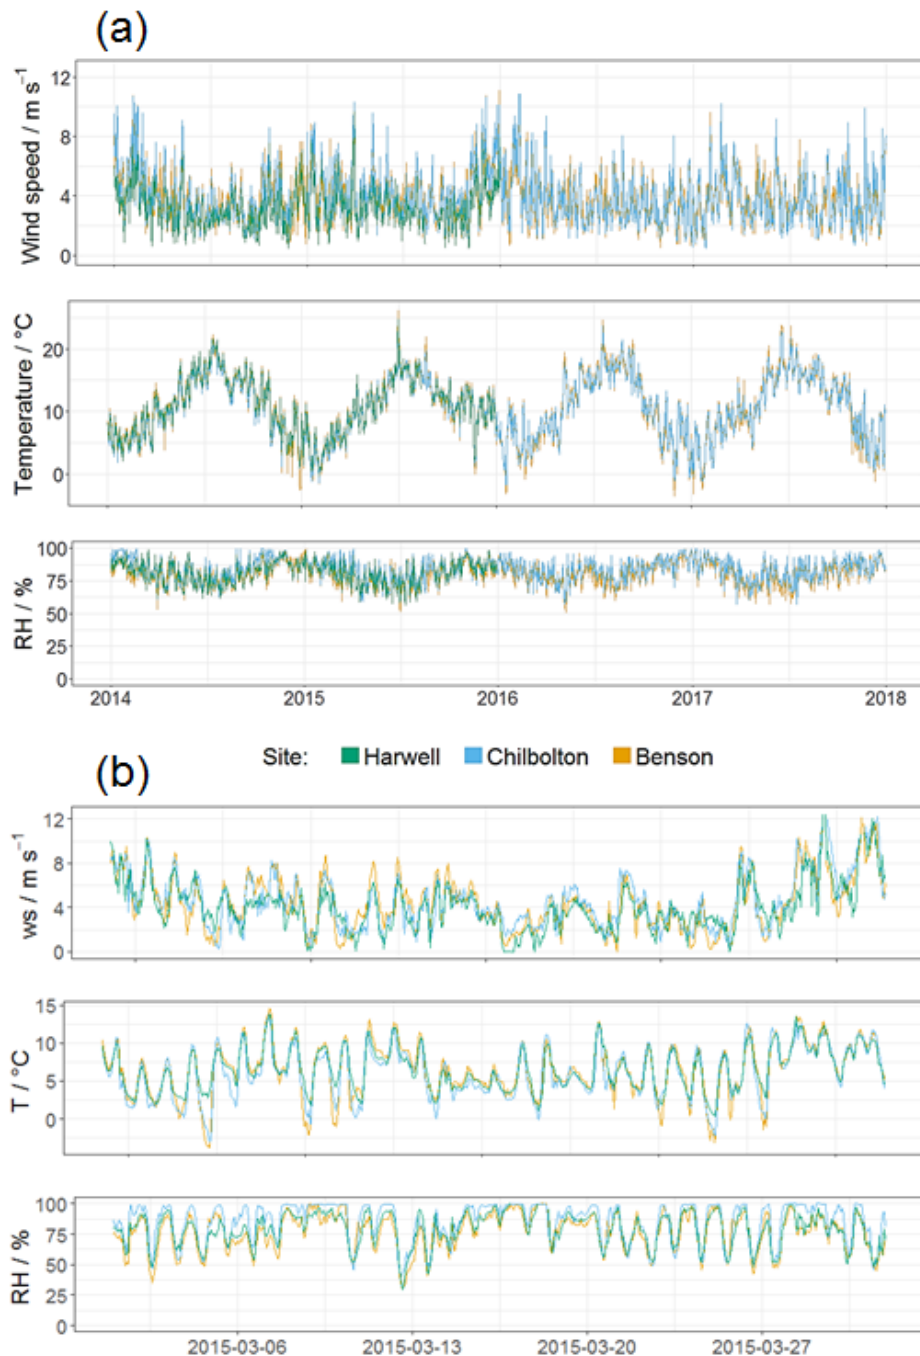 (a)
Wind speed / m s⁻¹
12
8
4
0
Temperature / °C
20
10
0
RH / %
100
75
50
25
0
2014 2015 2016 2017 2018
Site: Harwell Chilbolton Benson
(b)
ws / m s⁻¹
12
8
4
0
T / °C
15
10
5
0
RH / %
100
75
50
25
0
2015-03-06 2015-03-13 2015-03-20 2015-03-27